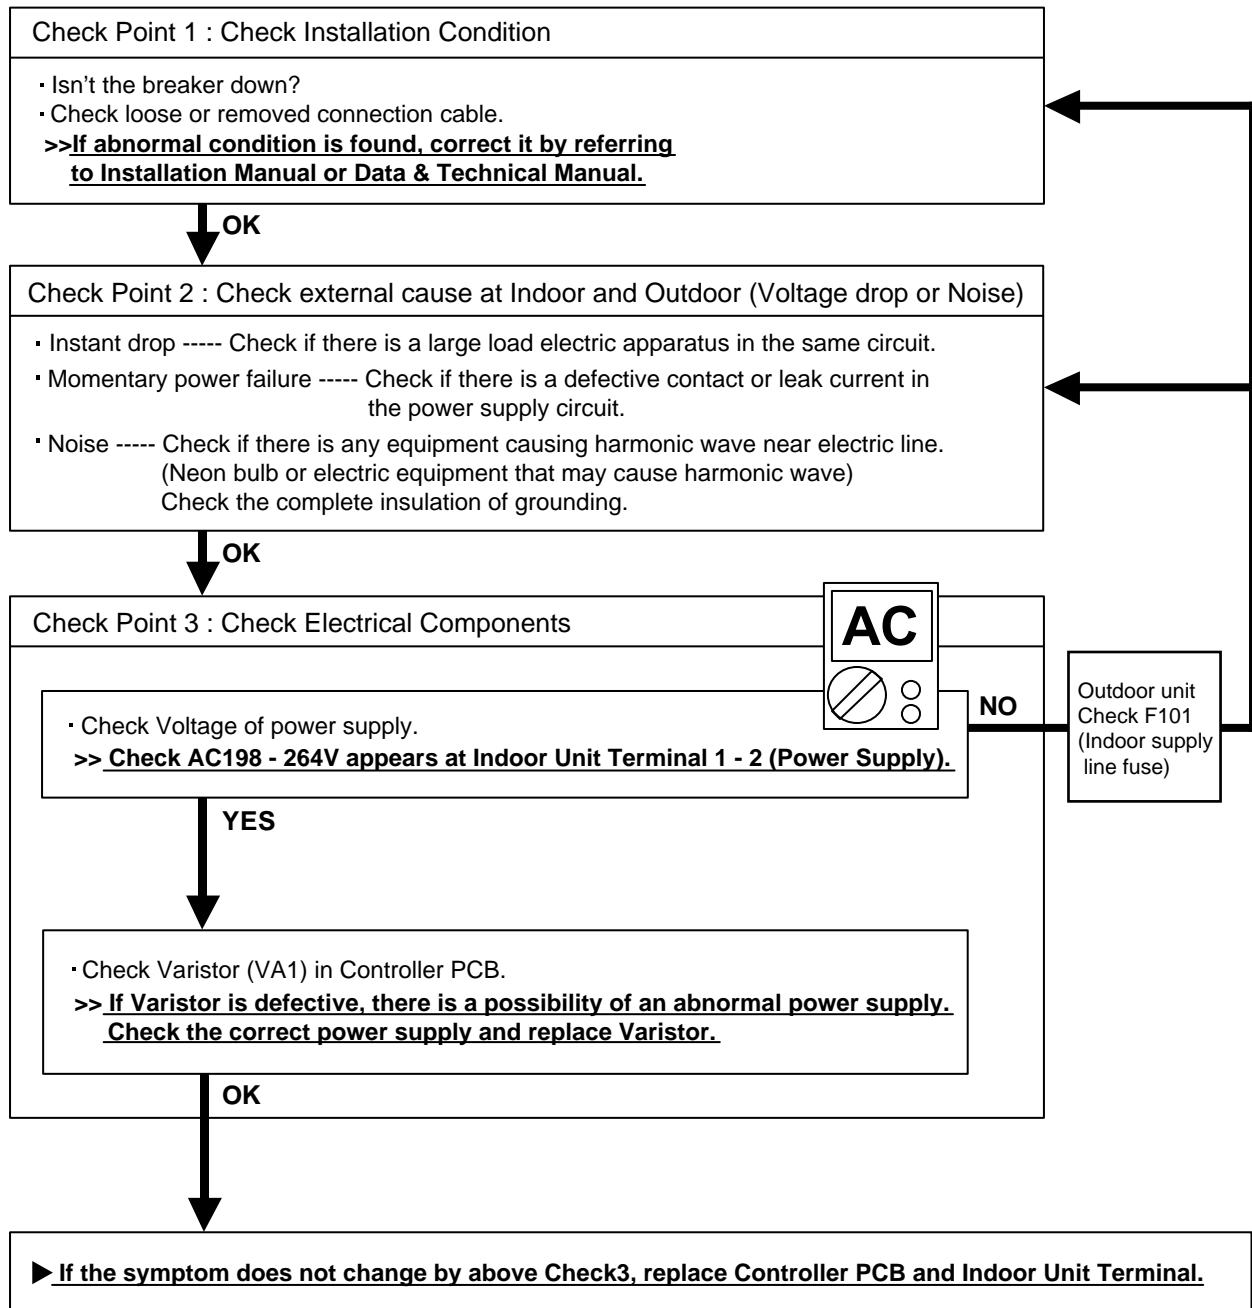 Check Point 1 : Check Installation Condition
· Isn't the breaker down?
· Check loose or removed connection cable.
>>If abnormal condition is found, correct it by referring
to Installation Manual or Data & Technical Manual.
OK
Check Point 2 : Check external cause at Indoor and Outdoor (Voltage drop or Noise)
· Instant drop ----- Check if there is a large load electric apparatus in the same circuit.
· Momentary power failure ----- Check if there is a defective contact or leak current in
the power supply circuit.
· Noise ----- Check if there is any equipment causing harmonic wave near electric line.
(Neon bulb or electric equipment that may cause harmonic wave)
Check the complete insulation of grounding.
OK
Check Point 3 : Check Electrical Components
AC
· Check Voltage of power supply.
>> Check AC198 - 264V appears at Indoor Unit Terminal 1 - 2 (Power Supply).
NO
Outdoor unit
Check F101
(Indoor supply
line fuse)
YES
· Check Varistor (VA1) in Controller PCB.
>> If Varistor is defective, there is a possibility of an abnormal power supply.
Check the correct power supply and replace Varistor.
OK
▶ If the symptom does not change by above Check3, replace Controller PCB and Indoor Unit Terminal.